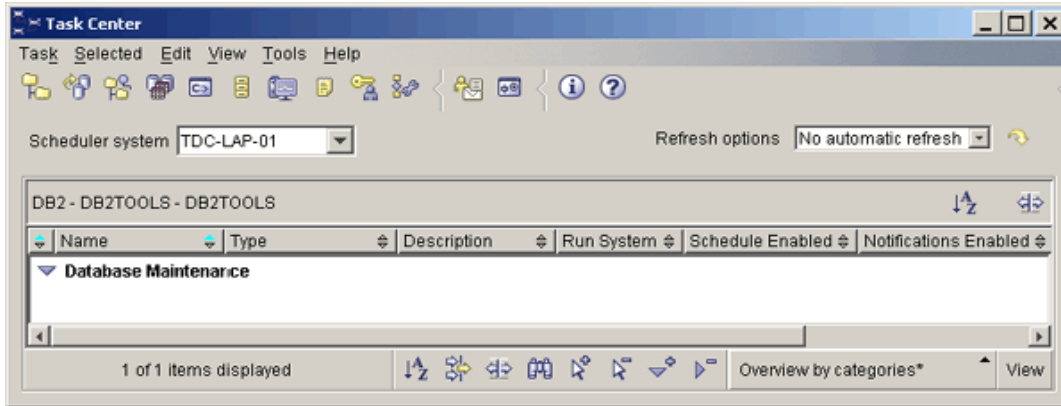 Task Center
Task Selected Edit View Tools Help
Scheduler system TDC-LAP-01 Refresh options No automatic refresh
DB2 - DB2TOOLS - DB2TOOLS
Name Type Description Run System Schedule Enabled Notifications Enabled
Database Maintenance
1 of 1 items displayed Overview by categories* View